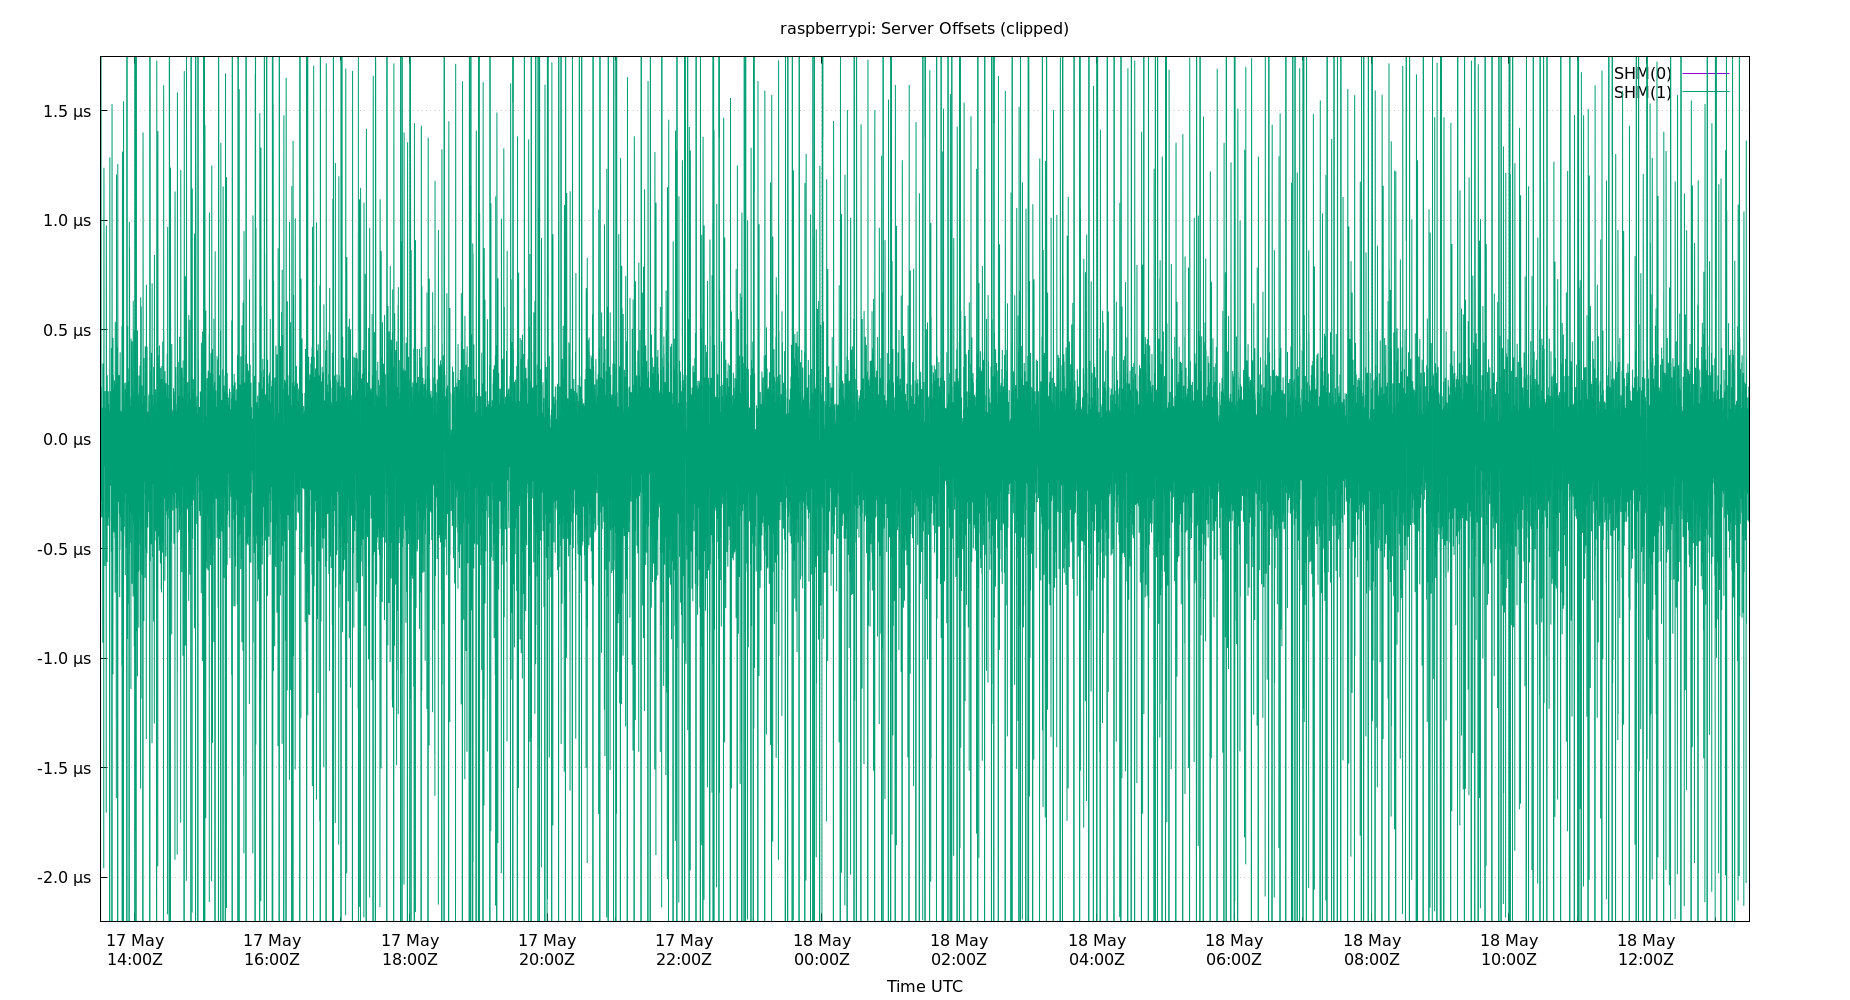 raspberrypi: Server Offsets (clipped)
SHM(0)
SHM(1)
1.5 µs
1.0 µs
0.5 µs
0.0 µs
-0.5 µs
-1.0 µs
-1.5 µs
-2.0 µs
17 May 17 May 17 May 17 May 17 May 18 May 18 May 18 May 18 May 18 May 18 May 18 May
14:00Z 16:00Z 18:00Z 20:00Z 22:00Z 00:00Z 02:00Z 04:00Z 06:00Z 08:00Z 10:00Z 12:00Z
Time UTC